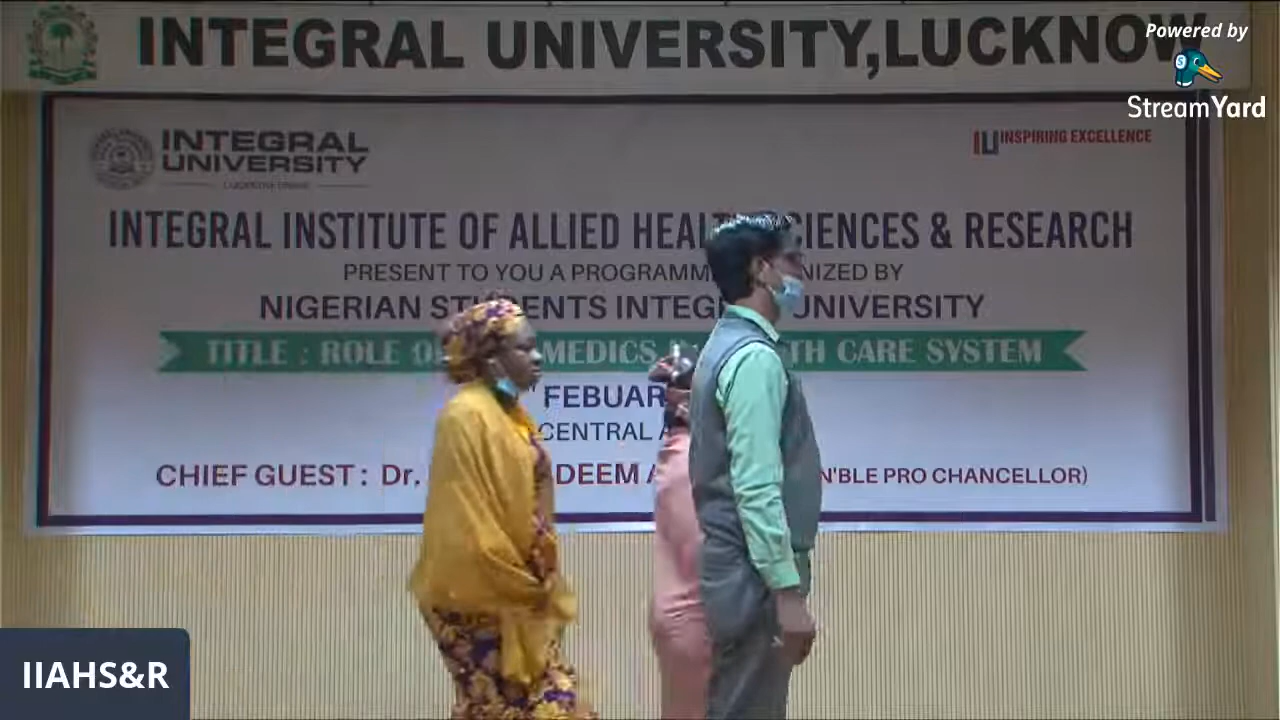 INTEGRAL UNIVERSITY,LUCKNOW
Powered by
StreamYard
INTEGRAL
UNIVERSITY
INSPIRING EXCELLENCE
INTEGRAL INSTITUTE OF ALLIED HEAL CIENCES & RESEARCH
PRESENT TO YOU A PROGRAMM NIZED BY
NIGERIAN STUDENTS INTEG UNIVERSITY
TITLE : ROLE O MEDICS TH CARE SYSTEM
FEBUAR
CENTRAL A
CHIEF GUEST : Dr. DEEM A N'BLE PRO CHANCELLOR)
IIAHS&R